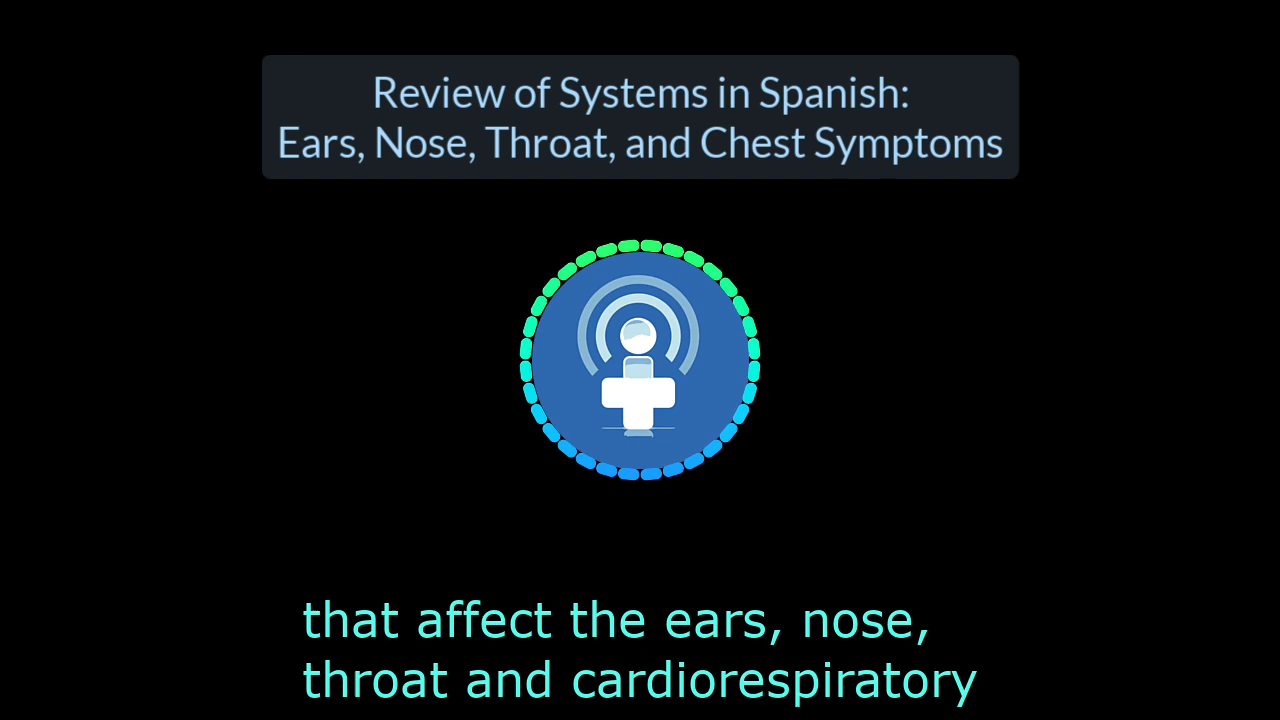 Review of Systems in Spanish:
Ears, Nose, Throat, and Chest Symptoms
that affect the ears, nose,
throat and cardiorespiratory